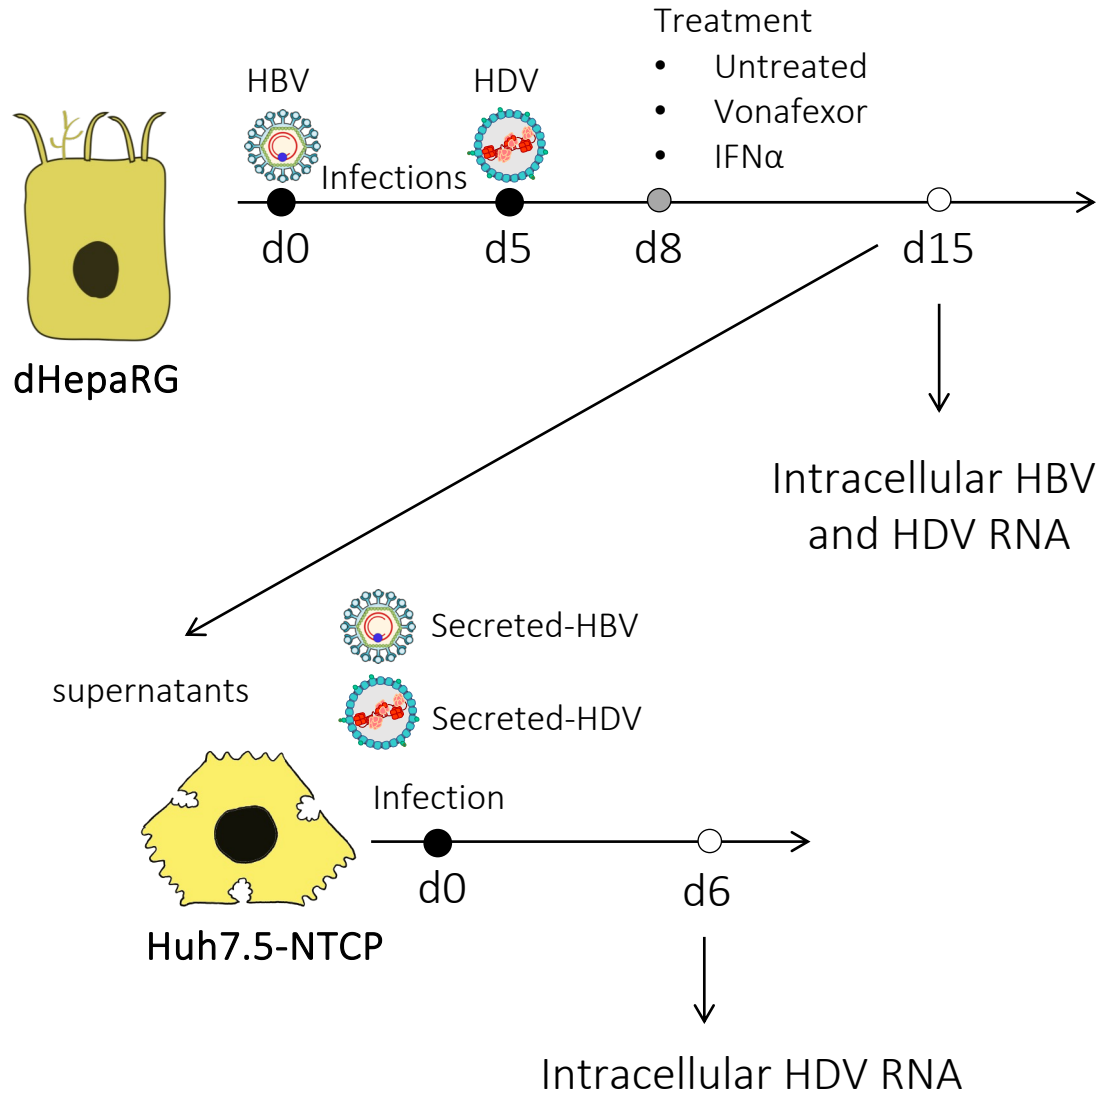 Treatment
• Untreated
• Vonafexor
• IFNα
HBV
HDV
Infections
d0
d5
d8
d15
dHepaRG
Intracellular HBV
and HDV RNA
Secreted-HBV
supernatants
Secreted-HDV
Infection
d0
d6
Huh7.5-NTCP
Intracellular HDV RNA